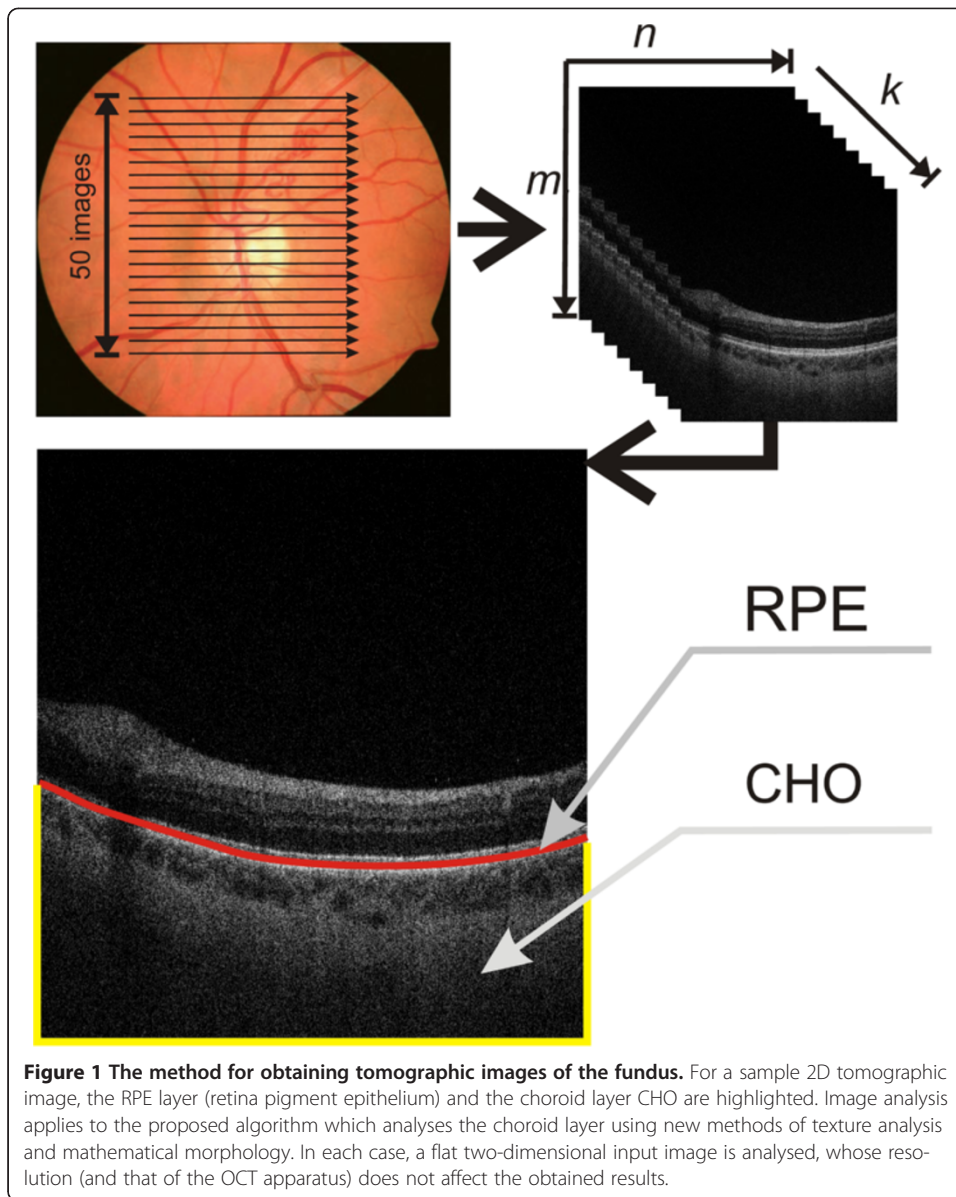 n
k
m
50 images
RPE
CHO
Figure 1 The method for obtaining tomographic images of the fundus. For a sample 2D tomographic
image, the RPE layer (retina pigment epithelium) and the choroid layer CHO are highlighted. Image analysis
applies to the proposed algorithm which analyses the choroid layer using new methods of texture analysis
and mathematical morphology. In each case, a flat two-dimensional input image is analysed, whose reso-
lution (and that of the OCT apparatus) does not affect the obtained results.